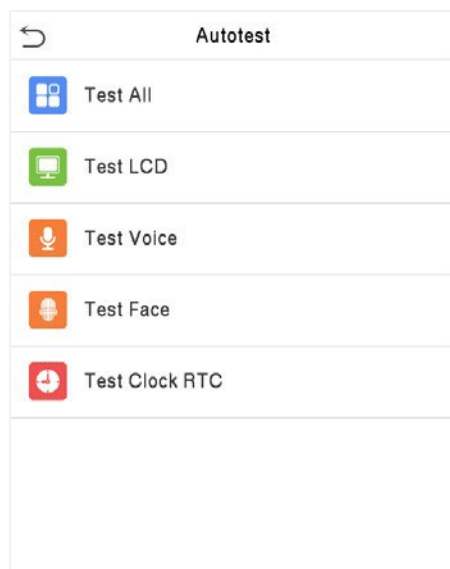 Autotest
Test All
Test LCD
Test Voice
Test Face
Test Clock RTC